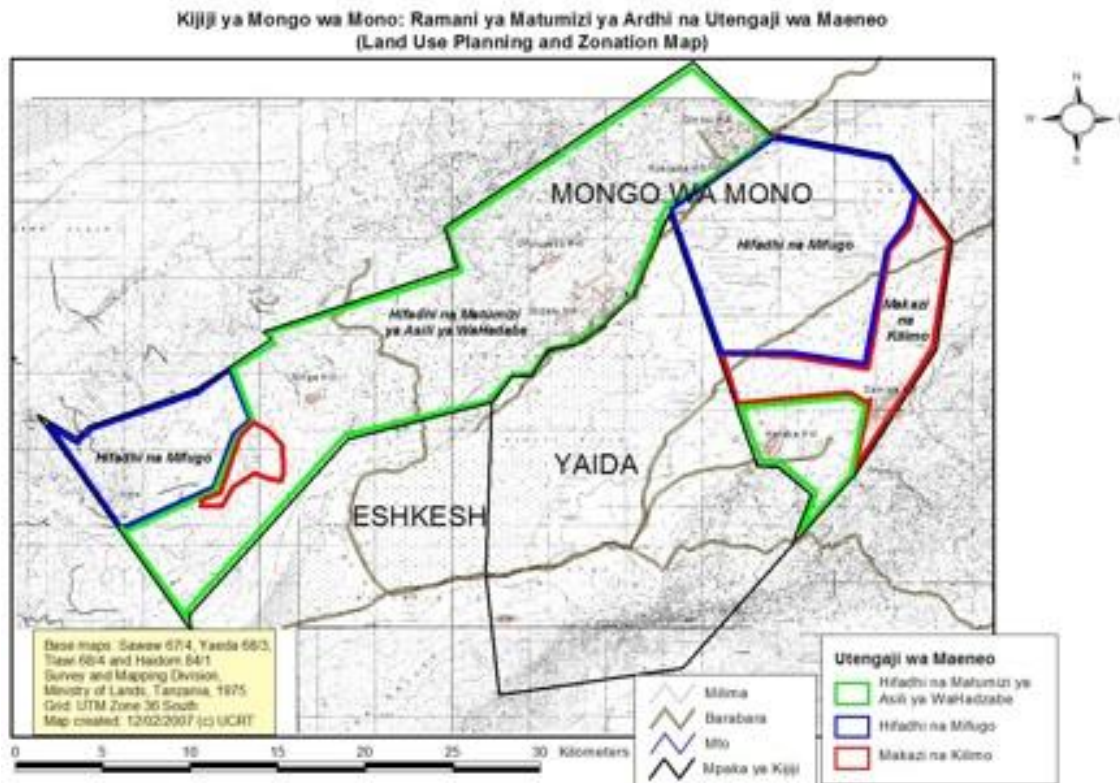 Kijiji ya Mongo wa Mono: Ramani ya Matumizi ya Ardhi na Utengaji wa Maeneo
(Land Use Planning and Zonation Map)
N
W
S
MONGO WA MONO
Hifadhi na Mifugo
Hifadhi na Matumizi
ya Asili ya WaHadzabe
Makazi
na
Kilimo
Hifadhi na Mifugo
YAIDA
ESHKESH
Base maps: Sawaw 67/4, Yaeda 68/3,
Tlawi 68/4 and Haidom 84/1
Survey and Mapping Division,
Ministry of Lands, Tanzania, 1975
Grid: UTM Zone 36 South
Map created: 12/02/2007 (c) UCRT
0 5 10 15 20 25 30 Kilometers
Milima
Barabara
Mto
Mpaka ya Kijiji
Utengaji wa Maeneo
Hifadhi na Matumizi ya
Asili ya WaHadzabe
Hifadhi na Mifugo
Makazi na Kilimo